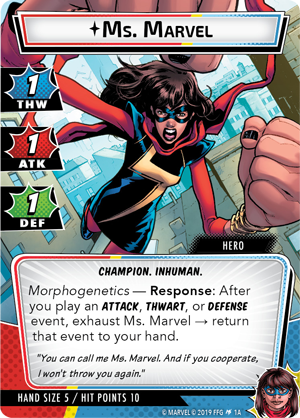 Ms. Marvel
1
THW
1
ATK
1
DEF
HERO
CHAMPION. INHUMAN.
Morphogenetics — Response: After
you play an ATTACK, THWART, or DEFENSE
event, exhaust Ms. Marvel → return
that event to your hand.
"You can call me Ms. Marvel. And if you cooperate,
I won't throw you again."
HAND SIZE 5 / HIT POINTS 10
© MARVEL © 2019 FFG 1A